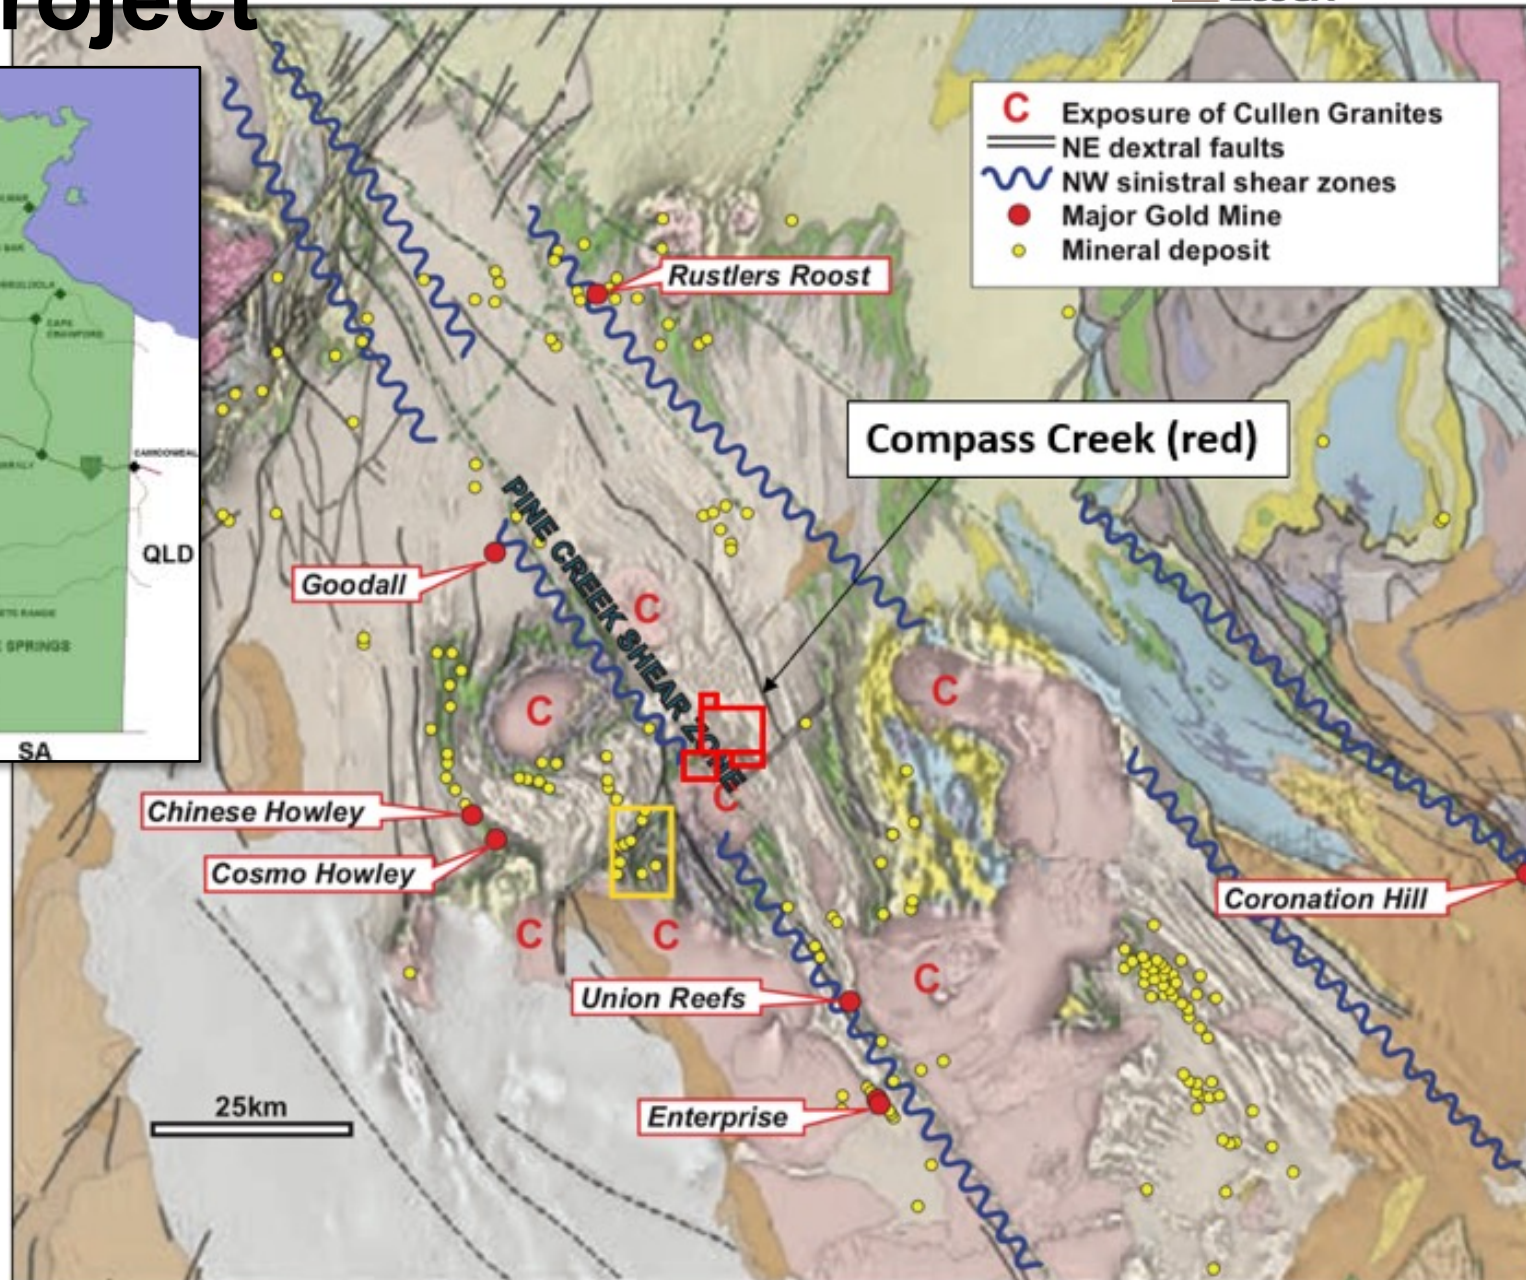 roject
C Exposure of Cullen Granites
NE dextral faults
NW sinistral shear zones
Major Gold Mine
Mineral deposit
Rustlers Roost
CAPE
CRAWFORD
Compass Creek (red)
QLD
PINE CREEK SHEAR ZONE
Goodall
C
SPRINGS
C
C
SA
C
Chinese Howley
Cosmo Howley
Coronation Hill
C
C
C
Union Reefs
25km
Enterprise